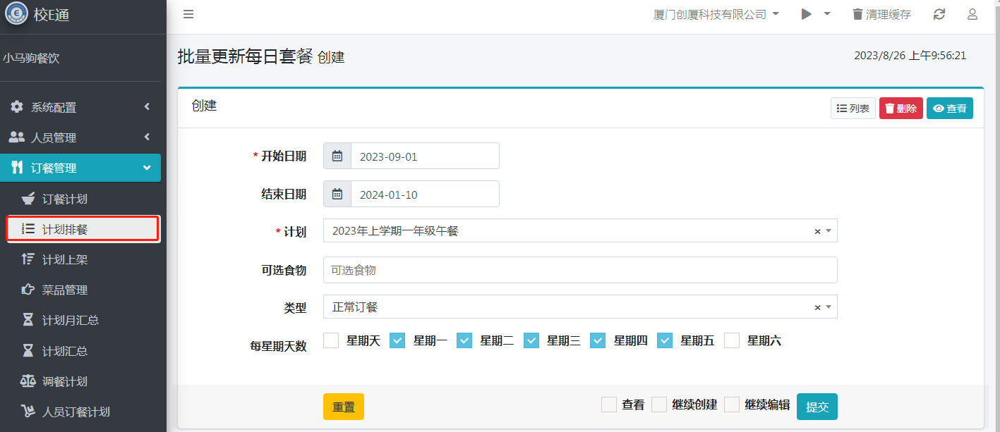 校E通
厦门创厦科技有限公司
清理缓存
小马驹餐饮
批量更新每日套餐 创建
2023/8/26 上午9:56:21
系统配置
人员管理
订餐管理
订餐计划
计划排餐
计划上架
菜品管理
计划月汇总
计划汇总
调餐计划
人员订餐计划
创建
列表
删除
查看
* 开始日期
2023-09-01
结束日期
2024-01-10
* 计划
2023年上学期一年级午餐
×
可选食物
可选食物
类型
正常订餐
×
每星期天数
星期天 星期一 星期二 星期三 星期四 星期五 星期六
重置
查看 继续创建 继续编辑 提交